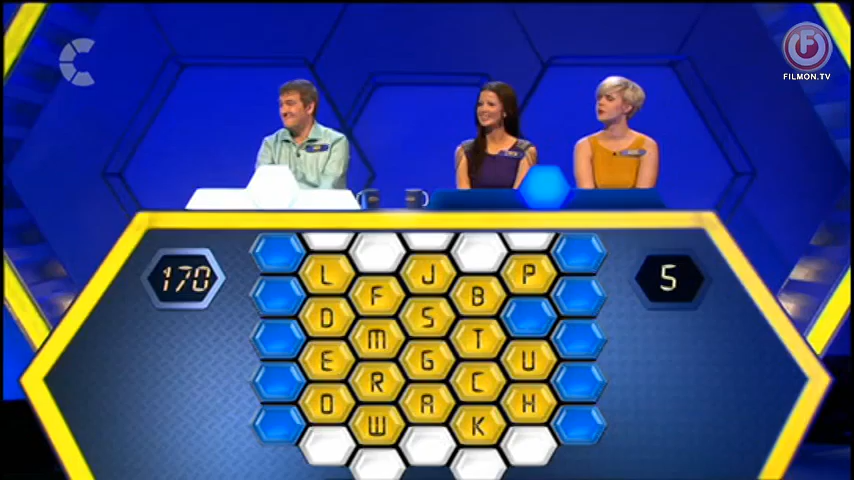 F
FILMON.TV
170
5
L J P
F B
D S
M T
E G U
R C
O A H
W K